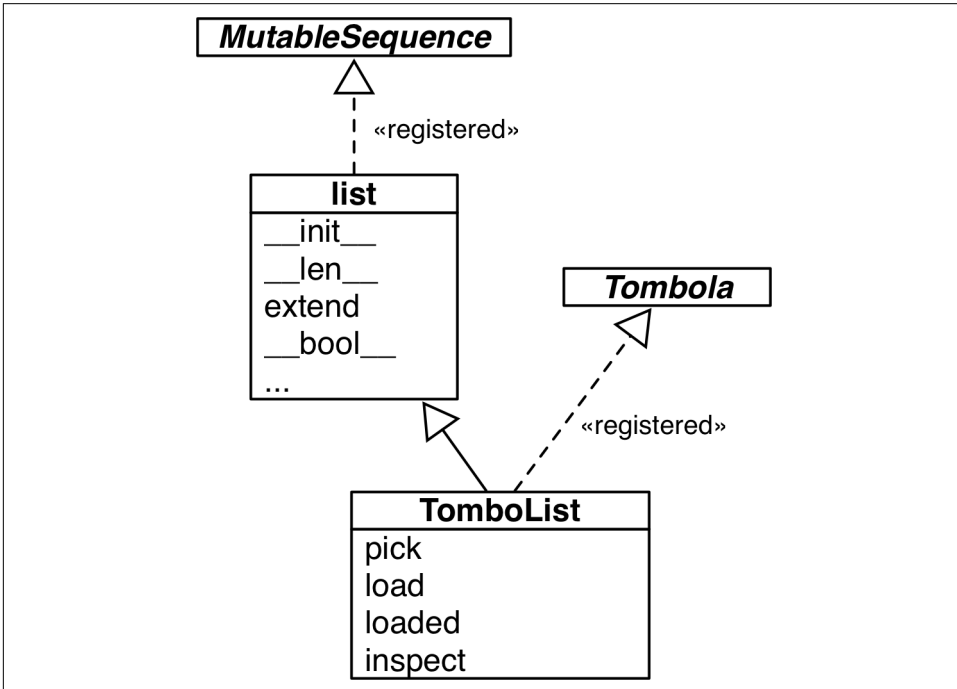 MutableSequence
«registered»
list
__init__
__len__
extend
__bool__
...
Tombola
«registered»
TomboList
pick
load
loaded
inspect